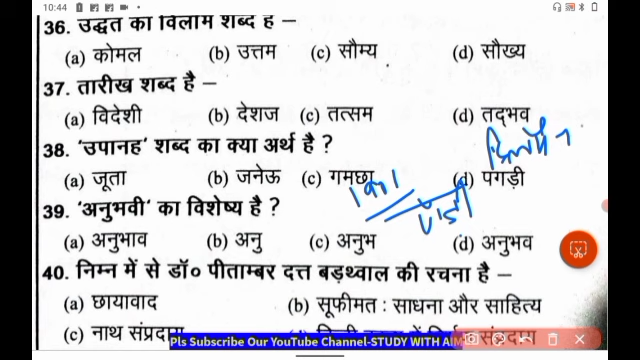 10:44
36. उद्धत का विलोम शब्द है –
(a) कोमल (b) उत्तम (c) सौम्य (d) सौख्य
37. तारीख शब्द है –
(a) विदेशी (b) देशज (c) तत्सम (d) तद्भव
38. 'उपानह' शब्द का क्या अर्थ है ?
(a) जूता (b) जनेऊ (c) गमछा (d) पगड़ी
39. 'अनुभवी' का विशेष्य है ?
(a) अनुभाव (b) अनु (c) अनुभ (d) अनुभव
40. निम्न में से डॉ० पीताम्बर दत्त बड़थ्वाल की रचना है –
(a) छायावाद (b) सूफीमत : साधना और साहित्य
(c) नाथ संप्रदाय
Pls Subscribe Our YouTube Channel-STUDY WITH AIM